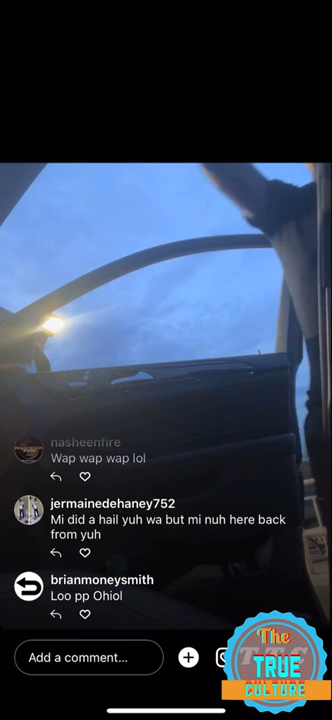 nasheenfire
Wap wap wap lol
jermainedehaney752
Mi did a hail yuh wa but mi nuh here back
from yuh
brianmoneysmith
Loo pp Ohiol
Add a comment...
The
TRUE
CULTURE